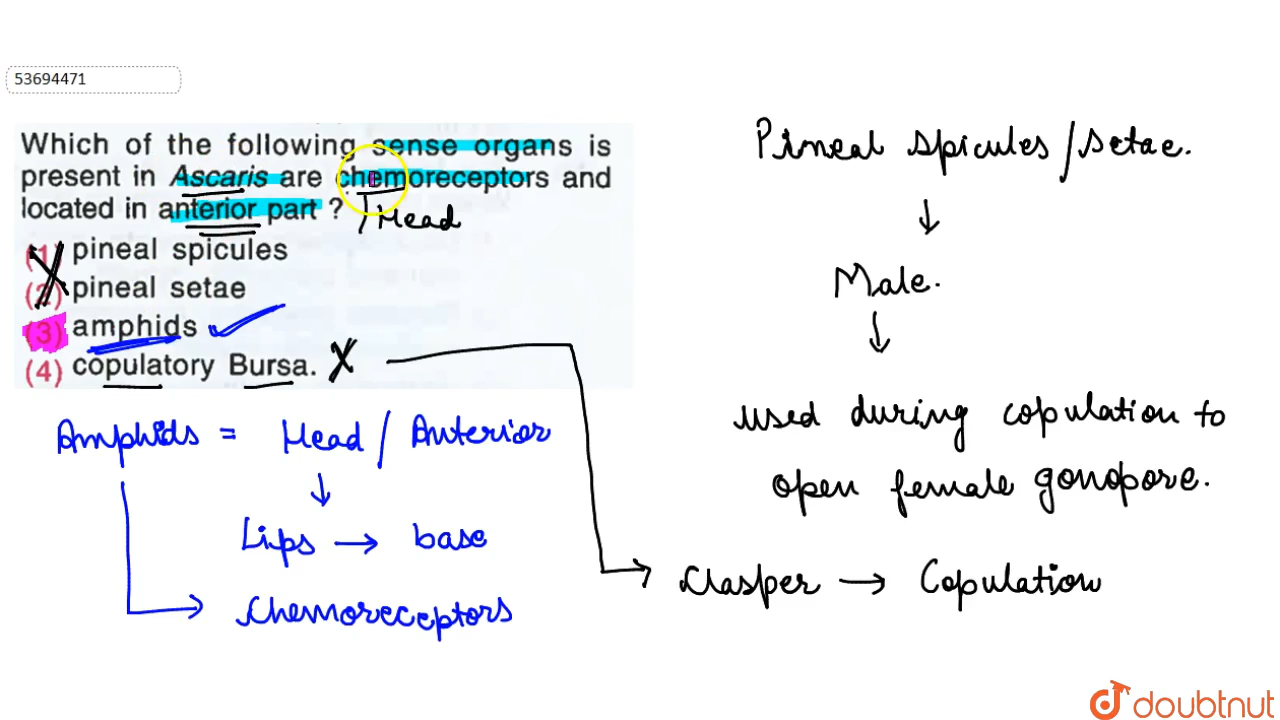 53694471
Which of the following sense organs is
present in Ascaris are chemoreceptors and
located in anterior part ?
Head
(1) pineal spicules
(2) pineal setae
(3) amphids
(4) copulatory Bursa.
Amphids = Head / Anterior
Lips → base
Chemoreceptors
Pineal spicules / setae.
Male.
used during copulation to
open female gonopore.
Clasper → Copulation
doubtnut